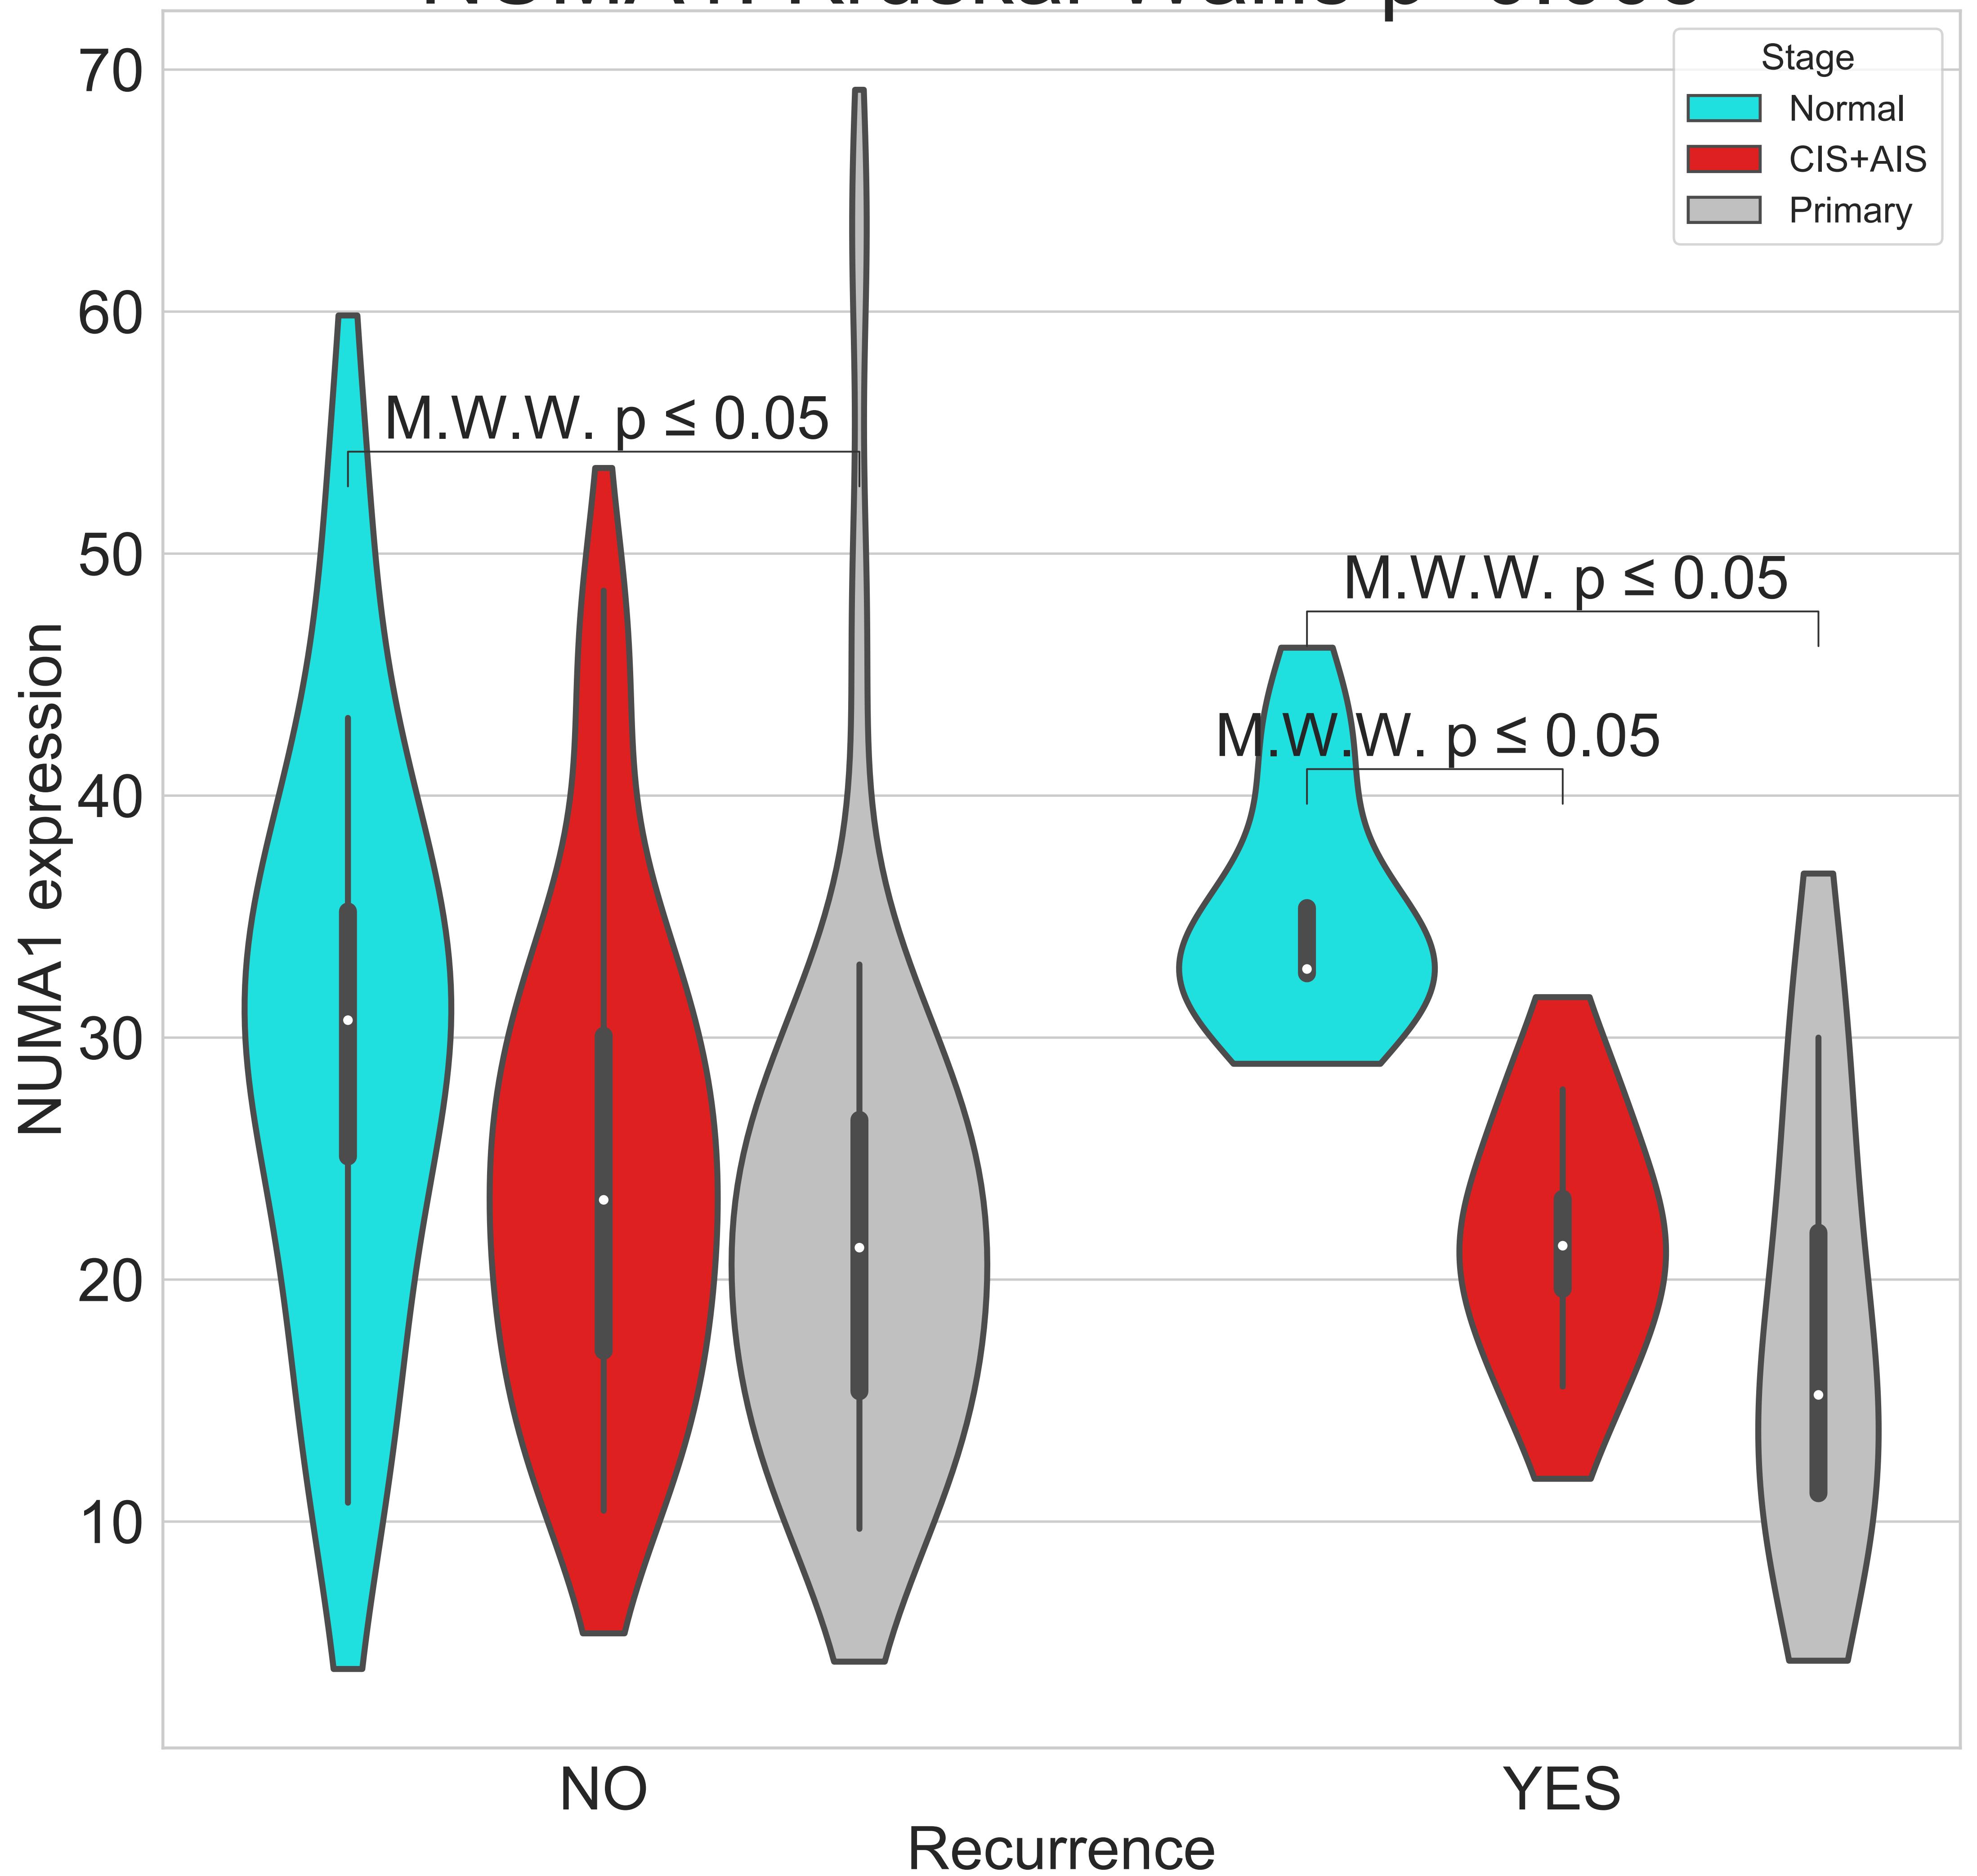 70
60
50
40
30
20
10
NUMA1 expression
Stage
Normal
CIS+AIS
Primary
M.W.W. p ≤ 0.05
M.W.W. p ≤ 0.05
M.W.W. p ≤ 0.05
NO
YES
Recurrence